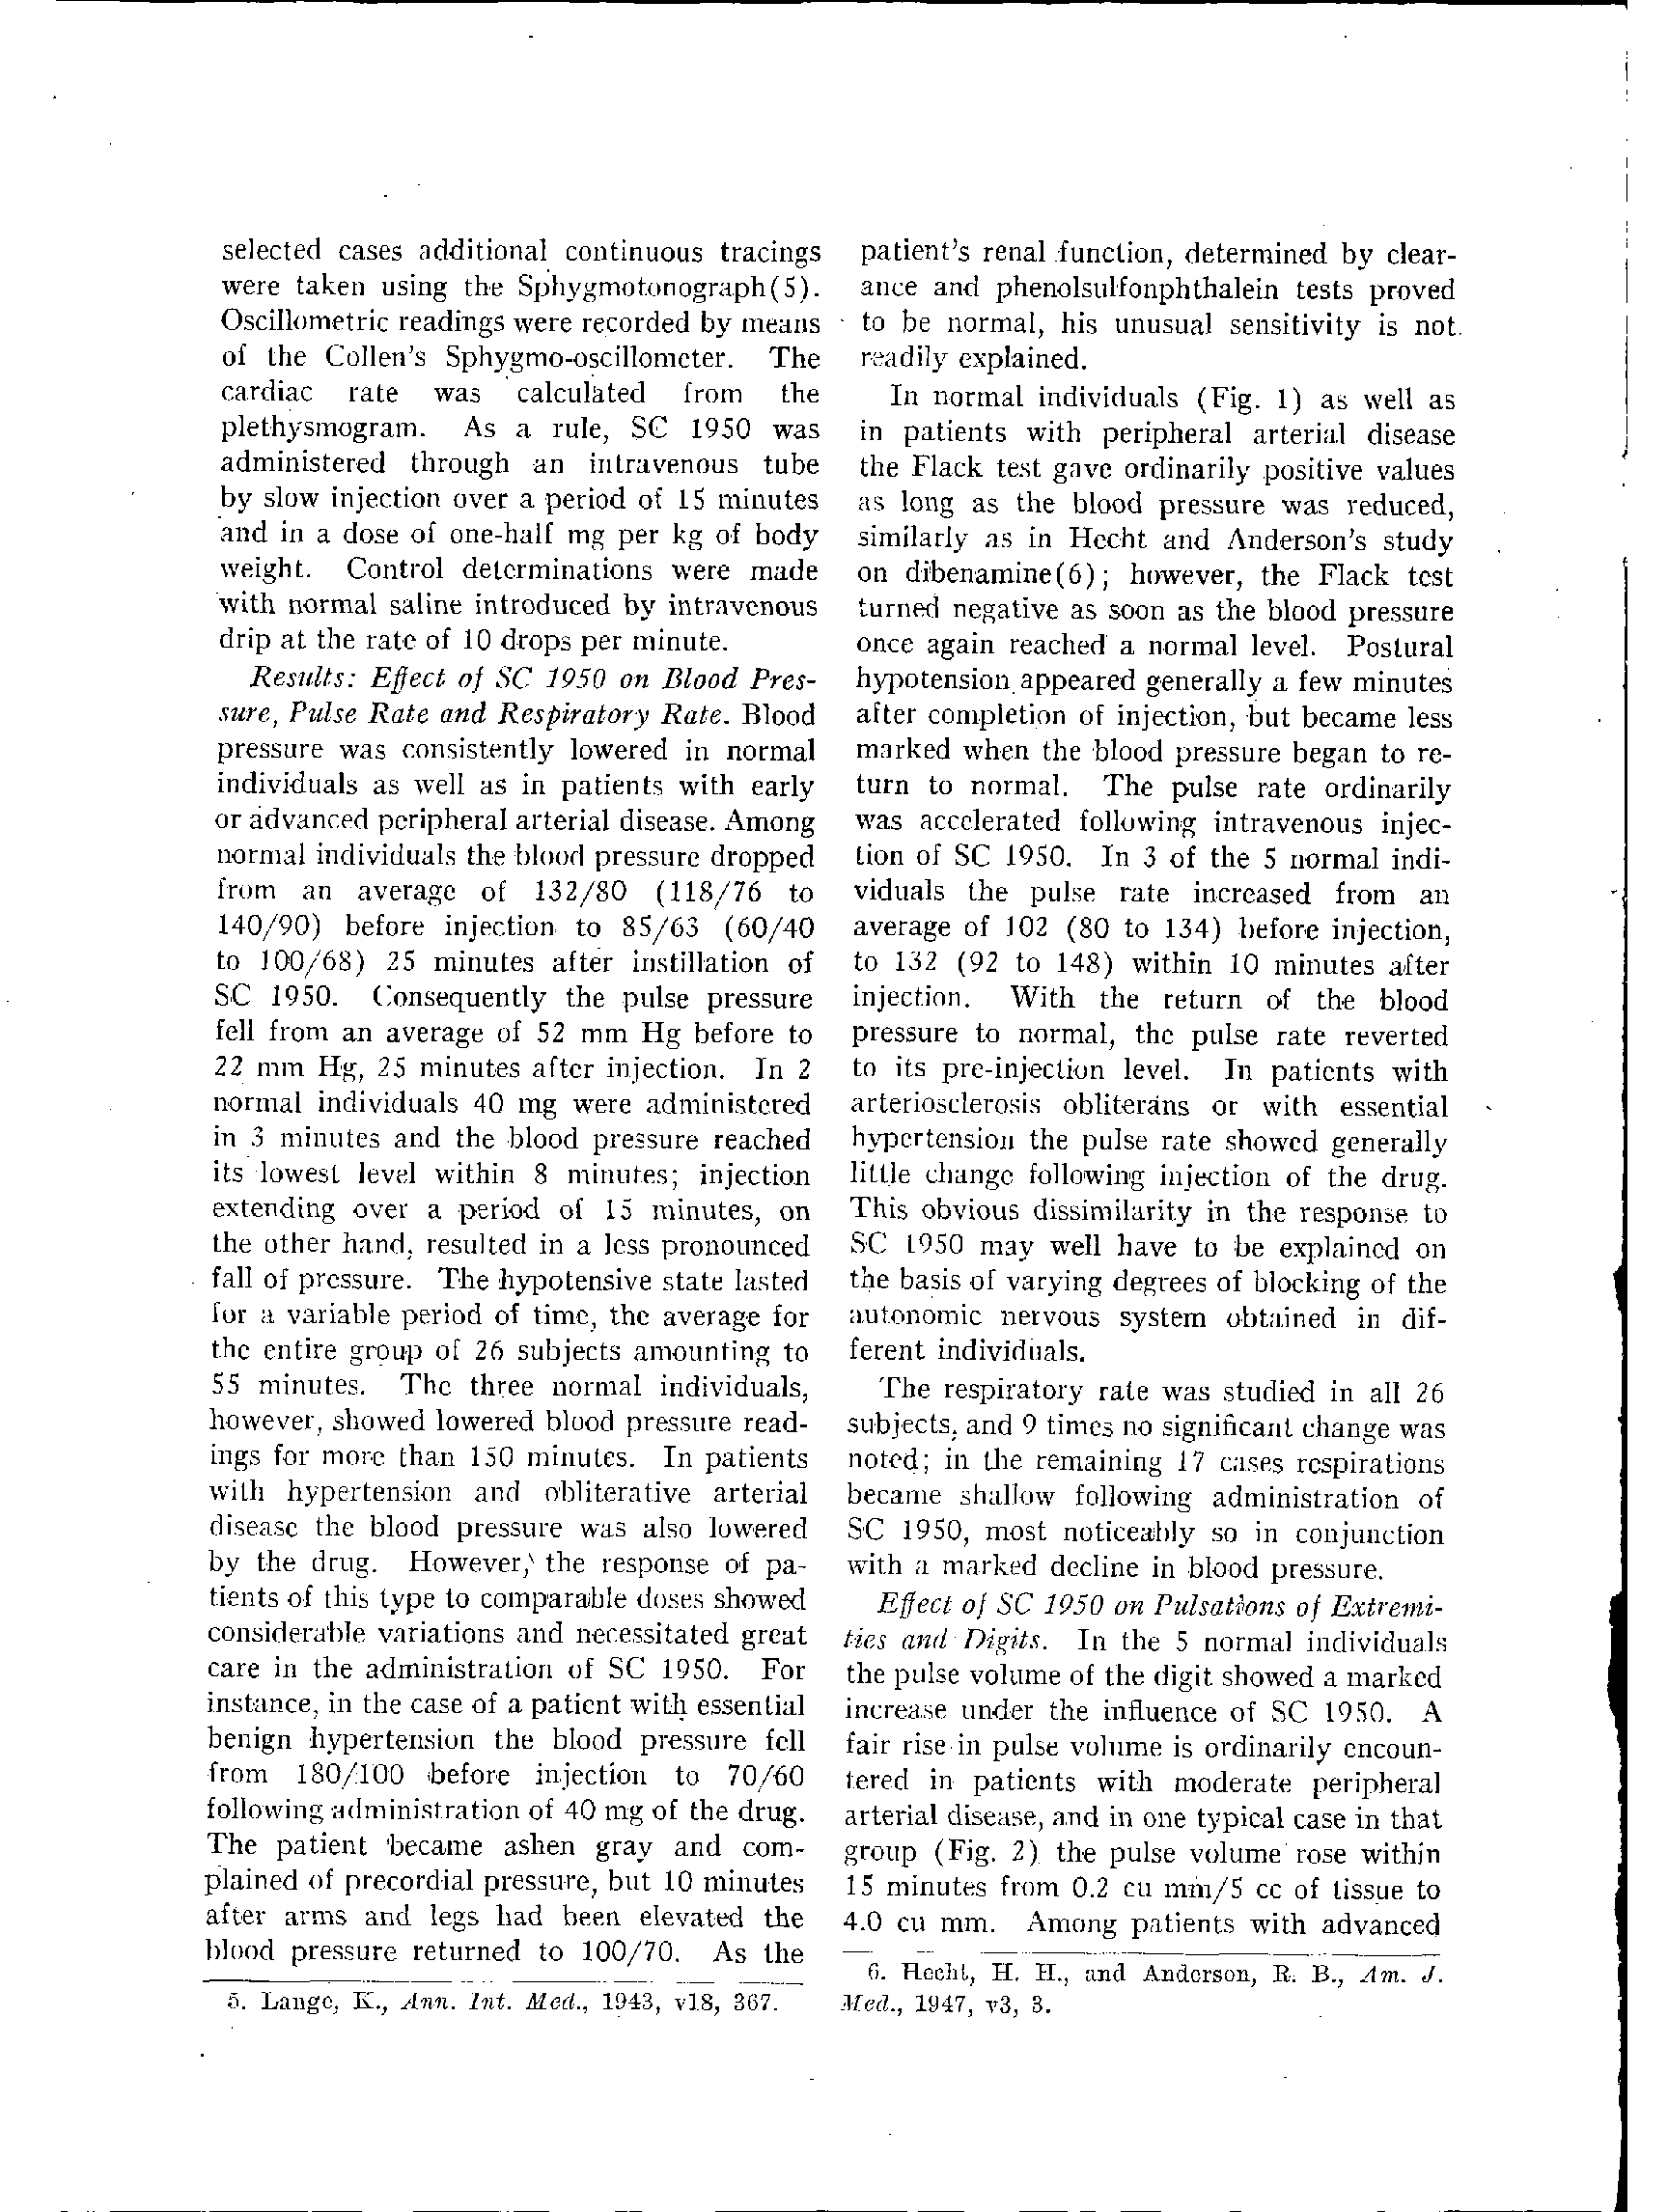 selected cases additional continuous tracings
were taken using the Sphygmotonograph(5).
Oscillometric readings were recorded by means
of the Collen's Sphygmo-oscillometer. The
cardiac rate was calculated from the
plethysmogram. As a rule, SC 1950 was
administered through an intravenous tube
by slow injection over a period of 15 minutes
and in a dose of one-half mg per kg of body
weight. Control determinations were made
with normal saline introduced by intravenous
drip at the rate of 10 drops per minute.
Results: Effect of SC 1950 on Blood Pres-
sure, Pulse Rate and Respiratory Rate. Blood
pressure was consistently lowered in normal
individuals as well as in patients with early
or advanced peripheral arterial disease. Among
normal individuals the blood pressure dropped
from an average of 132/80 (118/76 to
140/90) before injection to 85/63 (60/40
to 100/68) 25 minutes after instillation of
SC 1950. Consequently the pulse pressure
fell from an average of 52 mm Hg before to
22 mm Hg, 25 minutes after injection. In 2
normal individuals 40 mg were administered
in 3 minutes and the blood pressure reached
its lowest level within 8 minutes; injection
extending over a period of 15 minutes, on
the other hand, resulted in a less pronounced
fall of pressure. The hypotensive state lasted
for a variable period of time, the average for
the entire group of 26 subjects amounting to
55 minutes. The three normal individuals,
however, showed lowered blood pressure read-
ings for more than 150 minutes. In patients
with hypertension and obliterative arterial
disease the blood pressure was also lowered
by the drug. However, the response of pa-
tients of this type to comparable doses showed
considerable variations and necessitated great
care in the administration of SC 1950. For
instance, in the case of a patient with essential
benign hypertension the blood pressure fell
from 180/100 before injection to 70/60
following administration of 40 mg of the drug.
The patient became ashen gray and com-
plained of precordial pressure, but 10 minutes
after arms and legs had been elevated the
blood pressure returned to 100/70. As the
5. Lange, K., Ann. Int. Med., 1943, v18, 367.
patient's renal function, determined by clear-
ance and phenolsulfonphthalein tests proved
to be normal, his unusual sensitivity is not
readily explained.
In normal individuals (Fig. 1) as well as
in patients with peripheral arterial disease
the Flack test gave ordinarily positive values
as long as the blood pressure was reduced,
similarly as in Hecht and Anderson's study
on dibenamine(6); however, the Flack test
turned negative as soon as the blood pressure
once again reached a normal level. Postural
hypotension appeared generally a few minutes
after completion of injection, but became less
marked when the blood pressure began to re-
turn to normal. The pulse rate ordinarily
was accelerated following intravenous injec-
tion of SC 1950. In 3 of the 5 normal indi-
viduals the pulse rate increased from an
average of 102 (80 to 134) before injection,
to 132 (92 to 148) within 10 minutes after
injection. With the return of the blood
pressure to normal, the pulse rate reverted
to its pre-injection level. In patients with
arteriosclerosis obliterans or with essential
hypertension the pulse rate showed generally
little change following injection of the drug.
This obvious dissimilarity in the response to
SC 1950 may well have to be explained on
the basis of varying degrees of blocking of the
autonomic nervous system obtained in dif-
ferent individuals.
The respiratory rate was studied in all 26
subjects, and 9 times no significant change was
noted; in the remaining 17 cases respirations
became shallow following administration of
SC 1950, most noticeably so in conjunction
with a marked decline in blood pressure.
Effect of SC 1950 on Pulsations of Extremi-
ties and Digits. In the 5 normal individuals
the pulse volume of the digit showed a marked
increase under the influence of SC 1950. A
fair rise in pulse volume is ordinarily encoun-
tered in patients with moderate peripheral
arterial disease, and in one typical case in that
group (Fig. 2) the pulse volume rose within
15 minutes from 0.2 cu mm/5 cc of tissue to
4.0 cu mm. Among patients with advanced
6. Hecht, H. H., and Anderson, R. B., Am. J.
Med., 1947, v3, 3.